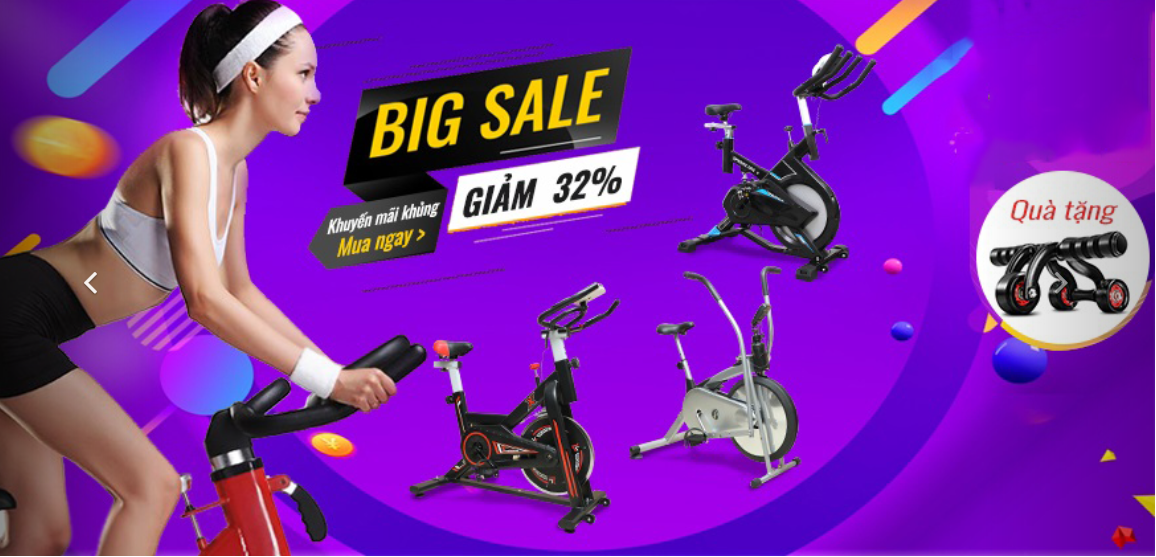 BIG SALE
GIẢM 32%
Khuyến mãi khủng
Mua ngay >
Quà tặng